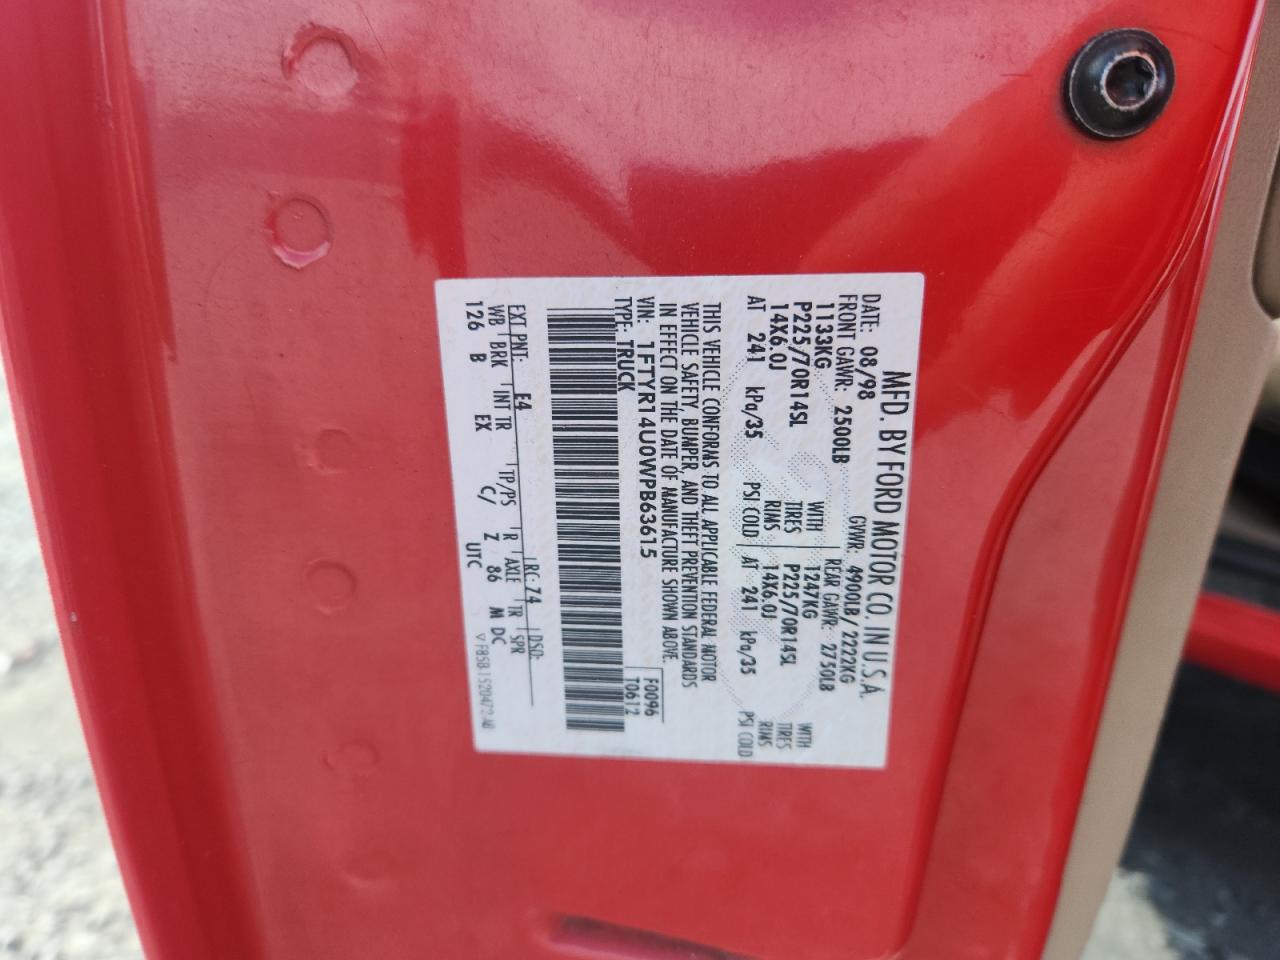 MFD. BY FORD MOTOR CO. IN U.S.A.
DATE: 08/98 GVWR: 4900LB/ 2222KG
FRONT GAWR: 2500LB REAR GAWR: 2750LB
1133KG WITH 1247KG WITH
P225/70R14SL TIRES P225/70R14SL TIRES
14X6.0J RIMS 14X6.0J RIMS
AT 241 kPa/35 PSI COLD AT 241 kPa/35 PSI COLD
THIS VEHICLE CONFORMS TO ALL APPLICABLE FEDERAL MOTOR
VEHICLE SAFETY, BUMPER, AND THEFT PREVENTION STANDARDS
IN EFFECT ON THE DATE OF MANUFACTURE SHOWN ABOVE.
VIN: 1FTYR14U0WPB63615 F0096
TYPE: TRUCK T0612
EXT PNT: E4 RC: 74 DSO:
WB BRK INT TR TP/PS R AXLE TR SPR
126 B EX C/ Z 86 M DC
UTC ▽ F85B 1520472 AB